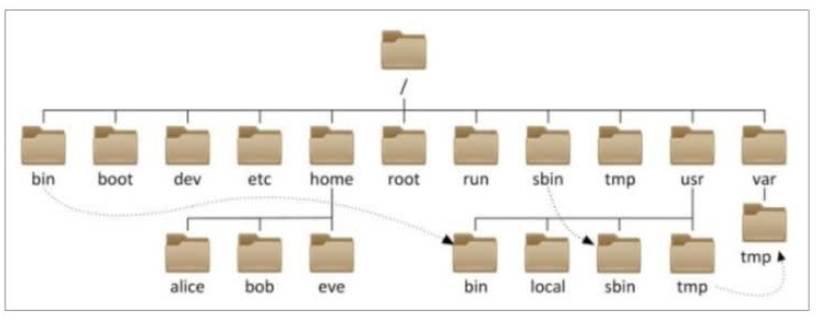 /
bin boot dev etc home root run sbin tmp usr var
tmp
alice bob eve bin local sbin tmp